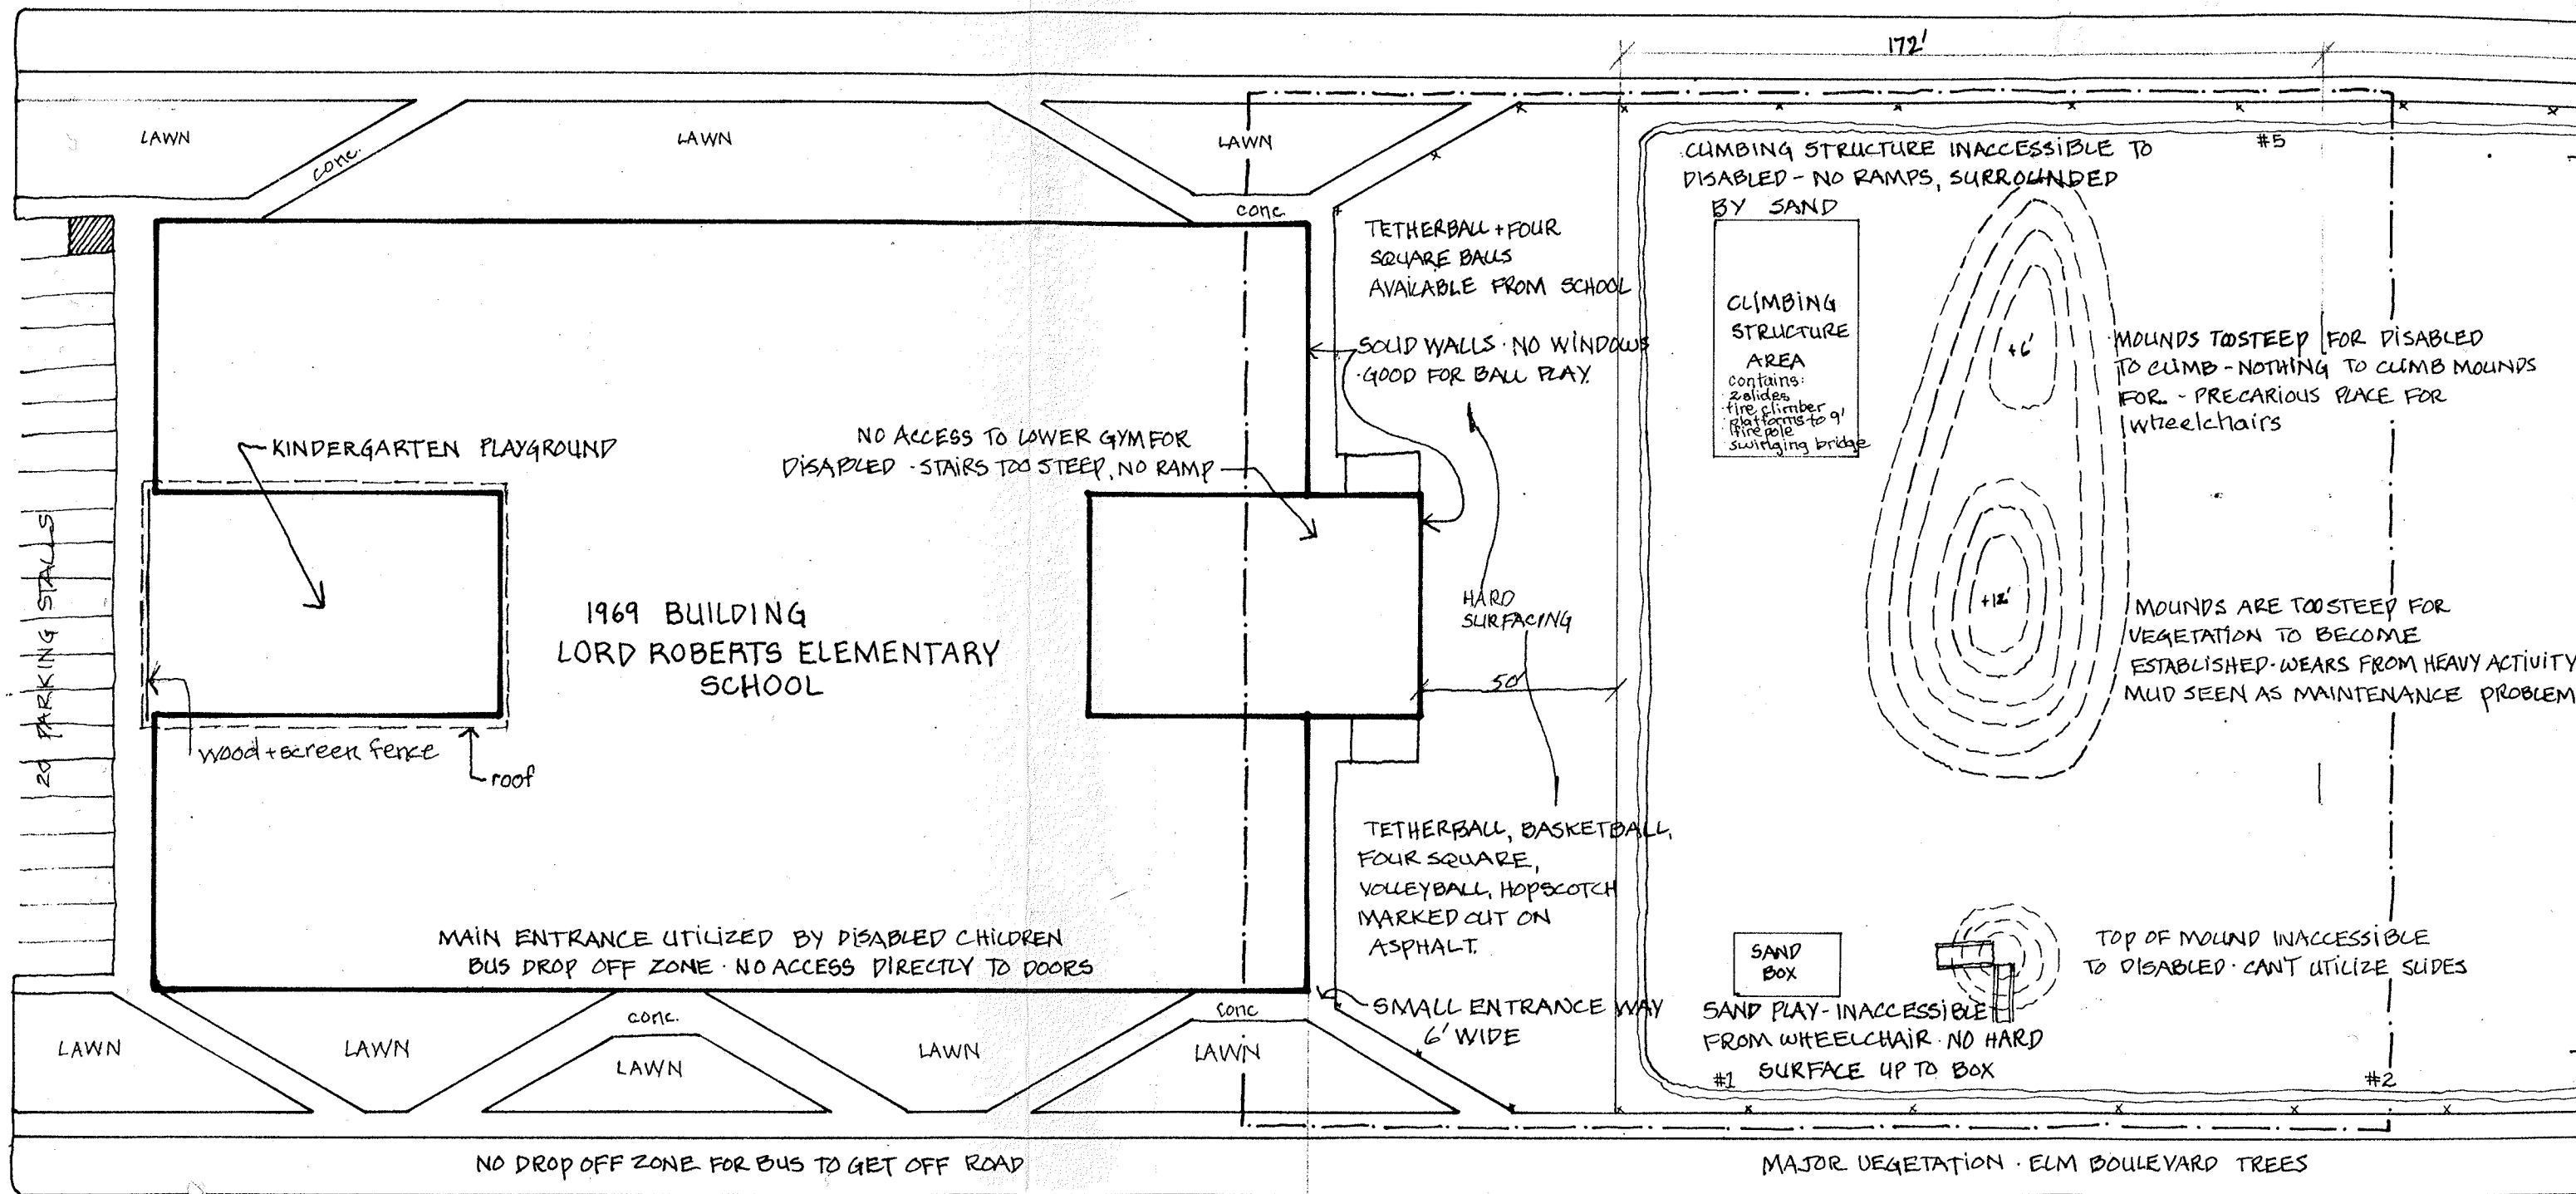 172'
LAWN
conc.
LAWN
LAWN
conc.
#5
CLIMBING STRUCTURE INACCESSIBLE TO
DISABLED - NO RAMPS, SURROUNDED
BY SAND
TETHERBALL + FOUR
SQUARE BALLS
AVAILABLE FROM SCHOOL
SOLID WALLS · NO WINDOWS
· GOOD FOR BALL PLAY.
CLIMBING
STRUCTURE
AREA
contains:
· 2 slides
· tire climber
· platforms to 9'
· fire pole
· swinging bridge
+6'
MOUNDS TOO STEEP FOR DISABLED
TO CLIMB - NOTHING TO CLIMB MOUNDS
FOR. - PRECARIOUS PLACE FOR
wheelchairs
KINDERGARTEN PLAYGROUND
NO ACCESS TO LOWER GYM FOR
DISABLED · STAIRS TOO STEEP, NO RAMP
20 PARKING STALLS
1969 BUILDING
LORD ROBERTS ELEMENTARY
SCHOOL
HARD
SURFACING
50'
+12'
MOUNDS ARE TOO STEEP FOR
VEGETATION TO BECOME
ESTABLISHED · WEARS FROM HEAVY ACTIVITY
MUD SEEN AS MAINTENANCE PROBLEM
wood + screen fence
roof
TETHERBALL, BASKETBALL,
FOUR SQUARE,
VOLLEYBALL, HOPSCOTCH
MARKED OUT ON
ASPHALT.
MAIN ENTRANCE UTILIZED BY DISABLED CHILDREN
BUS DROP OFF ZONE · NO ACCESS DIRECTLY TO DOORS
SAND
BOX
TOP OF MOUND INACCESSIBLE
TO DISABLED · CANT UTILIZE SLIDES
SMALL ENTRANCE WAY
6' WIDE
SAND PLAY - INACCESSIBLE
FROM WHEELCHAIR · NO HARD
SURFACE UP TO BOX
#1
#2
LAWN
LAWN
conc.
LAWN
LAWN
conc
LAWN
NO DROP OFF ZONE FOR BUS TO GET OFF ROAD
MAJOR VEGETATION · ELM BOULEVARD TREES